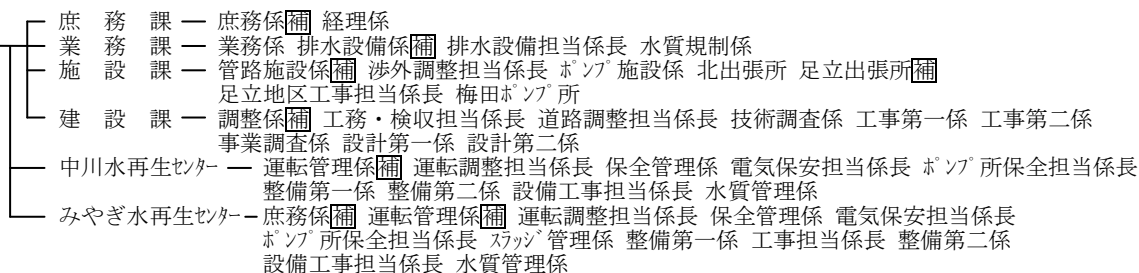 庶務課 ― 庶務係補 経理係
業務課 ― 業務係 排水設備係補 排水設備担当係長 水質規制係
施設課 ― 管路施設係補 渉外調整担当係長 ポンプ施設係 北出張所 足立出張所補
足立地区工事担当係長 梅田ポンプ所
建設課 ― 調整係補 工務・検収担当係長 道路調整担当係長 技術調査係 工事第一係 工事第二係
事業調査係 設計第一係 設計第二係
中川水再生センター ― 運転管理係補 運転調整担当係長 保全管理係 電気保安担当係長 ポンプ所保全担当係長
整備第一係 整備第二係 設備工事担当係長 水質管理係
みやぎ水再生センター ― 庶務係補 運転管理係補 運転調整担当係長 保全管理係 電気保安担当係長
ポンプ所保全担当係長 スラッジ管理係 整備第一係 工事担当係長 整備第二係
設備工事担当係長 水質管理係